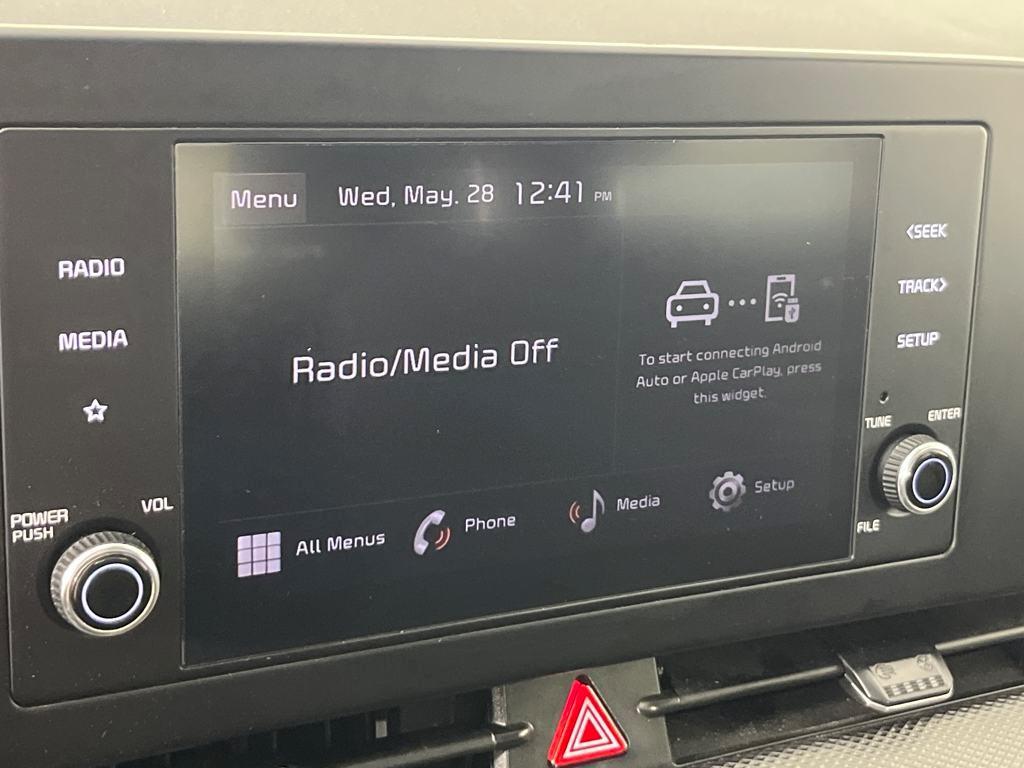 Menu
Wed, May. 28 12:41 PM
<SEEK
RADIO
TRACK>
MEDIA
SETUP
Radio/Media Off
To start connecting Android
Auto or Apple CarPlay, press
this widget.
TUNE
ENTER
POWER
PUSH
VOL
All Menus
Phone
Media
Setup
FILE